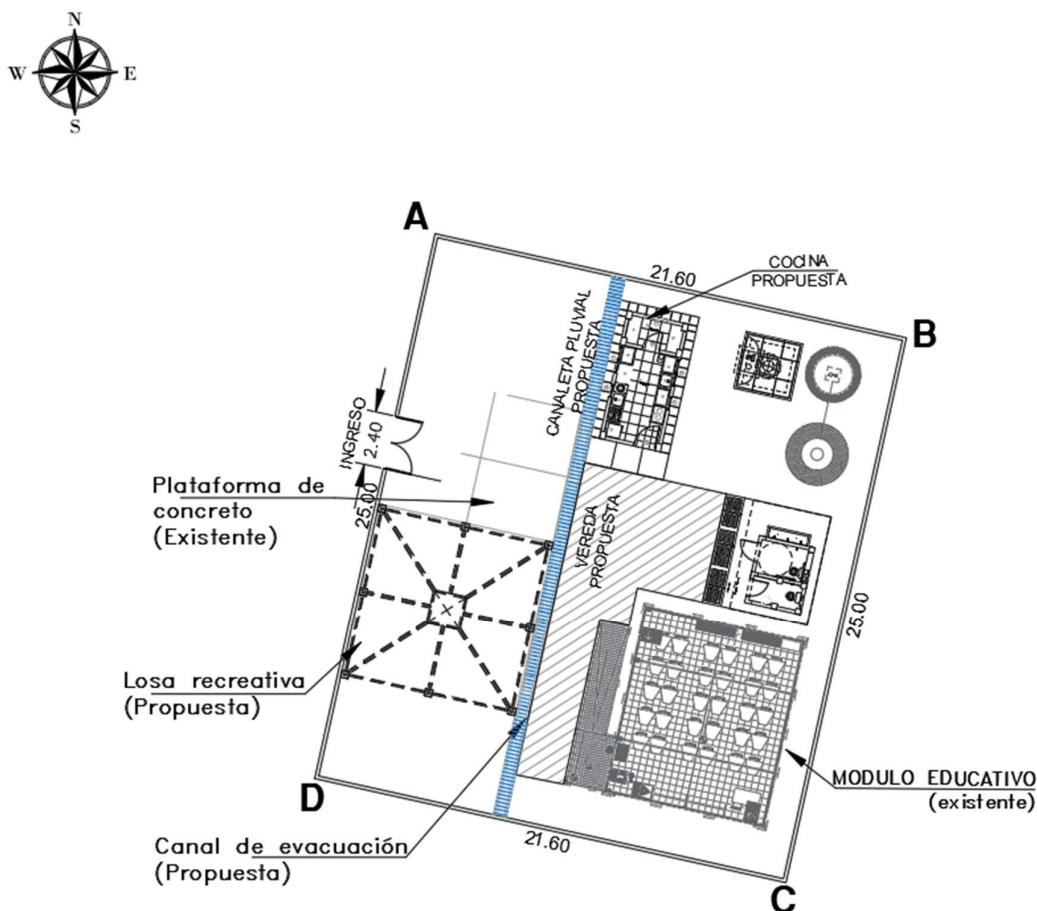 N
W E
S
A
21.60
COCINA
PROPUESTA
B
CANALETA PLUVIAL
PROPUESTA
INGRESO
2.40
25.00
Plataforma de
concreto
(Existente)
VEREDA
PROPUESTA
25.00
Losa recreativa
(Propuesta)
D
MODULO EDUCATIVO
(existente)
21.60
Canal de evacuación
(Propuesta)
C